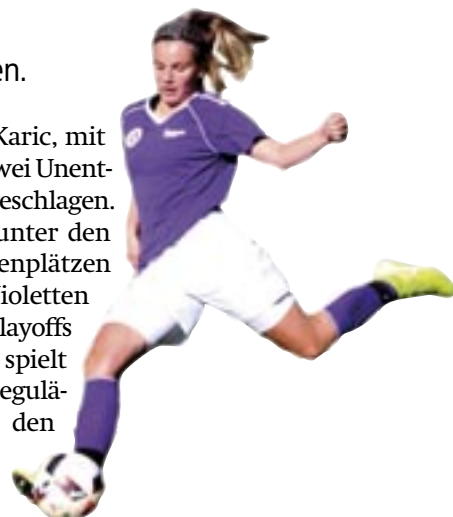 en.
Karic, mit
wei Unent-
eschlagen.
unter den
enplätzen
ioletten
layoffs
spielt
egulä-
den